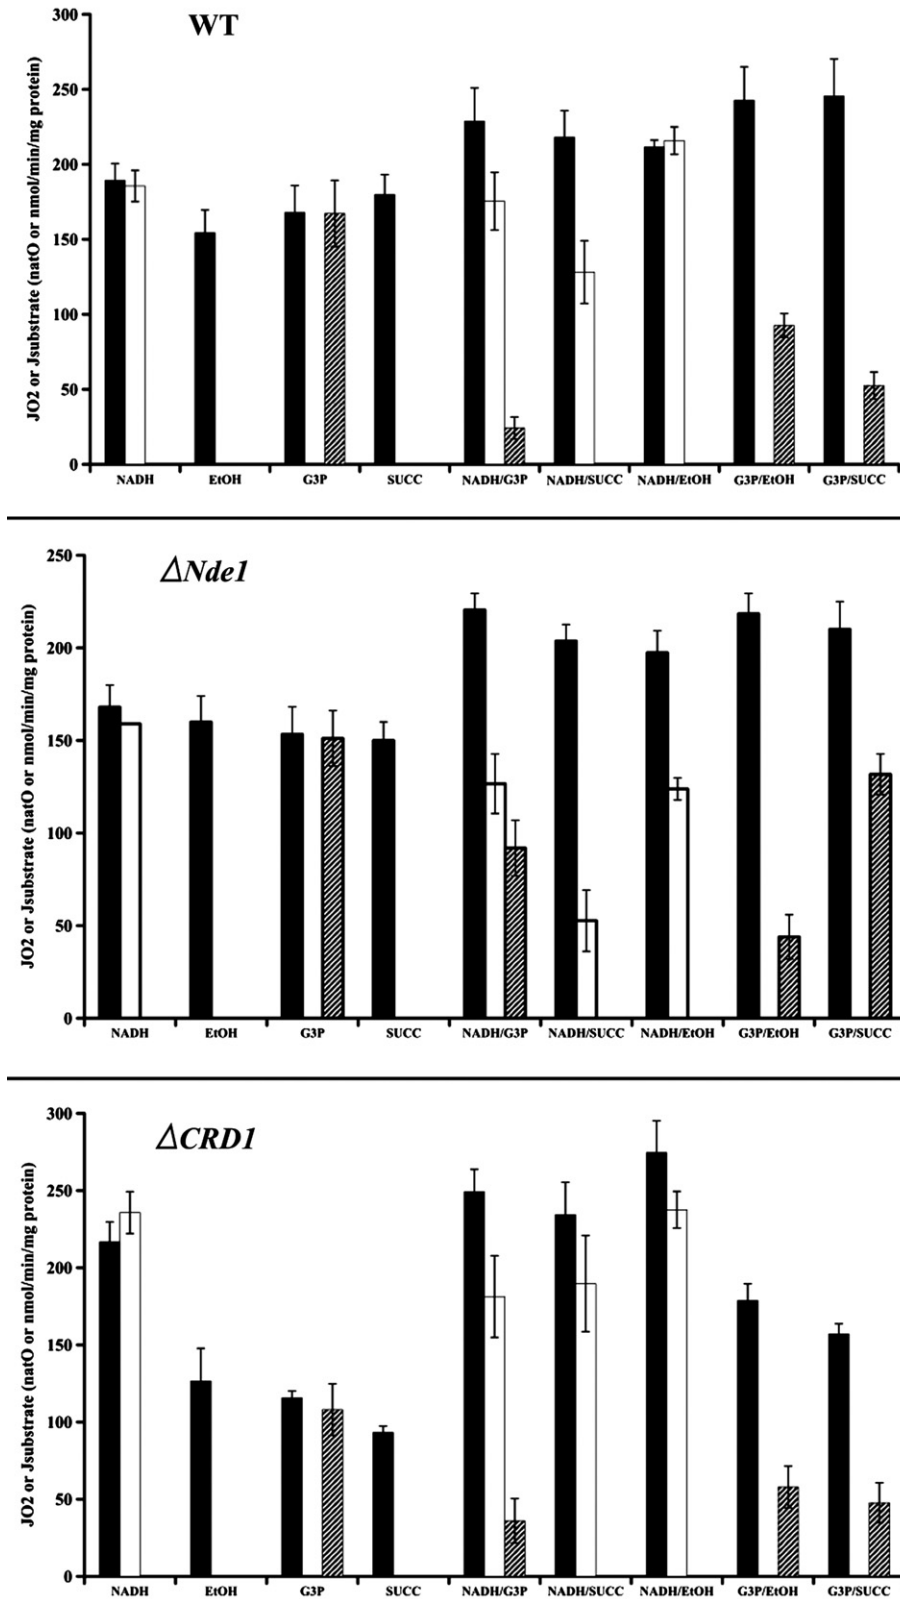 WT
JO2 or Jsubstrate (natO or nmol/min/mg protein)
300
250
200
150
100
50
0
NADH EtOH G3P SUCC NADH/G3P NADH/SUCC NADH/EtOH G3P/EtOH G3P/SUCC
△Nde1
JO2 or Jsubstrate (natO or nmol/min/mg protein)
250
200
150
100
50
0
NADH EtOH G3P SUCC NADH/G3P NADH/SUCC NADH/EtOH G3P/EtOH G3P/SUCC
△CRD1
JO2 or Jsubstrate (natO or nmol/min/mg protein)
300
250
200
150
100
50
0
NADH EtOH G3P SUCC NADH/G3P NADH/SUCC NADH/EtOH G3P/EtOH G3P/SUCC